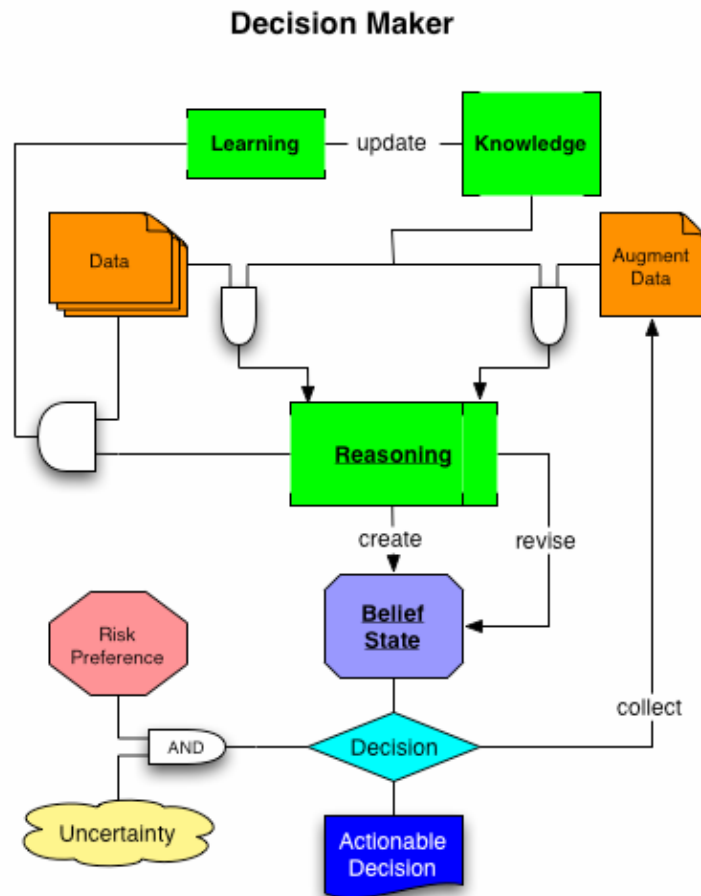 Decision Maker
Learning
update
Knowledge
Data
Augment
Data
Reasoning
create
revise
Belief
State
Risk
Preference
collect
AND
Decision
Uncertainty
Actionable
Decision